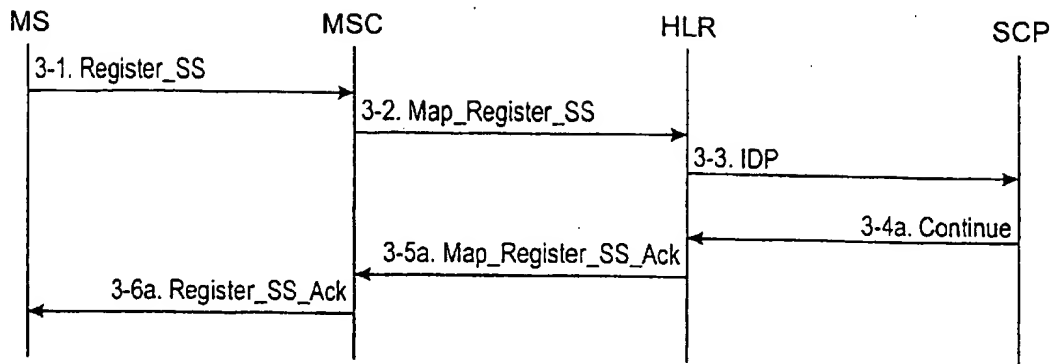 MS MSC HLR SCP
3-1. Register_SS
3-2. Map_Register_SS
3-3. IDP
3-4a. Continue
3-5a. Map_Register_SS_Ack
3-6a. Register_SS_Ack